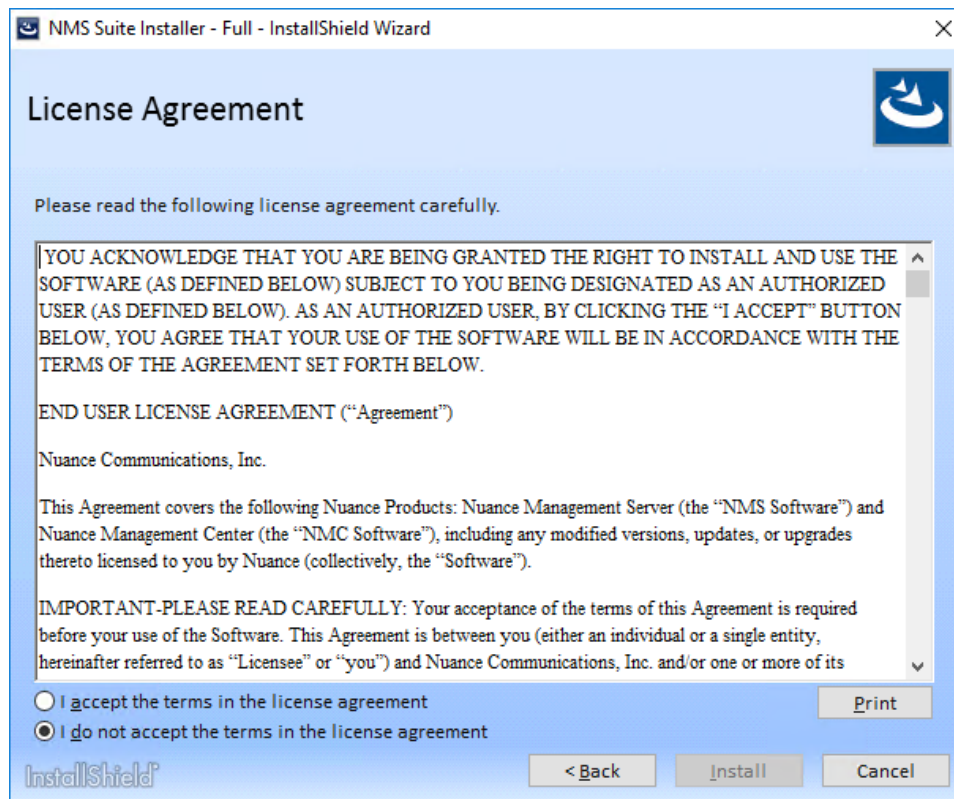 NMS Suite Installer - Full - InstallShield Wizard
License Agreement
Please read the following license agreement carefully.
YOU ACKNOWLEDGE THAT YOU ARE BEING GRANTED THE RIGHT TO INSTALL AND USE THE
SOFTWARE (AS DEFINED BELOW) SUBJECT TO YOU BEING DESIGNATED AS AN AUTHORIZED
USER (AS DEFINED BELOW). AS AN AUTHORIZED USER, BY CLICKING THE “I ACCEPT” BUTTON
BELOW, YOU AGREE THAT YOUR USE OF THE SOFTWARE WILL BE IN ACCORDANCE WITH THE
TERMS OF THE AGREEMENT SET FORTH BELOW.
END USER LICENSE AGREEMENT (“Agreement”)
Nuance Communications, Inc.
This Agreement covers the following Nuance Products: Nuance Management Server (the “NMS Software”) and
Nuance Management Center (the “NMC Software”), including any modified versions, updates, or upgrades
thereto licensed to you by Nuance (collectively, the “Software”).
IMPORTANT-PLEASE READ CAREFULLY: Your acceptance of the terms of this Agreement is required
before your use of the Software. This Agreement is between you (either an individual or a single entity,
hereinafter referred to as “Licensee” or “you”) and Nuance Communications, Inc. and/or one or more of its
I accept the terms in the license agreement
Print
I do not accept the terms in the license agreement
InstallShield
< Back
Install
Cancel